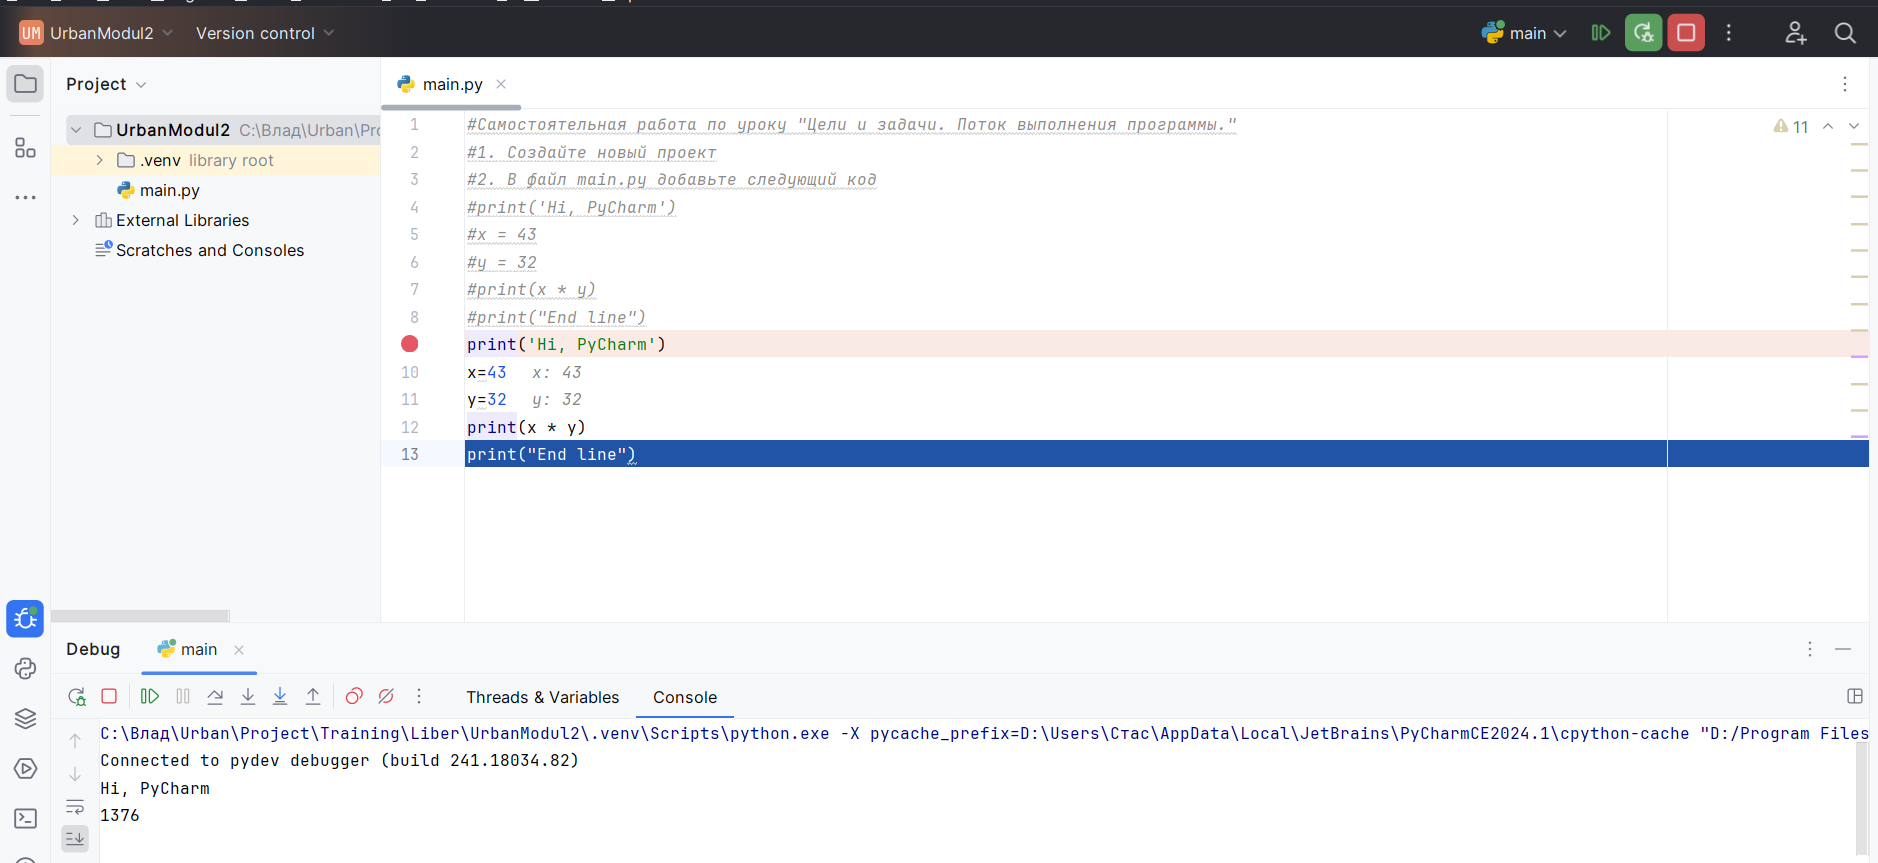 UM UrbanModul2 Version control main
Project
main.py
UrbanModul2 C:\Влад\Urban\Pro
.venv library root
main.py
External Libraries
Scratches and Consoles
1 #Самостоятельная работа по уроку "Цели и задачи. Поток выполнения программы."
11
2 #1. Создайте новый проект
3 #2. В файл main.py добавьте следующий код
4 #print('Hi, PyCharm')
5 #x = 43
6 #y = 32
7 #print(x * y)
8 #print("End line")
print('Hi, PyCharm')
10 x=43 x: 43
11 y=32 y: 32
12 print(x * y)
13 print("End line")
Debug main
Threads & Variables Console
C:\Влад\Urban\Project\Training\Liber\UrbanModul2\.venv\Scripts\python.exe -X pycache_prefix=D:\Users\Стас\AppData\Local\JetBrains\PyCharmCE2024.1\cpython-cache "D:/Program Files
Connected to pydev debugger (build 241.18034.82)
Hi, PyCharm
1376